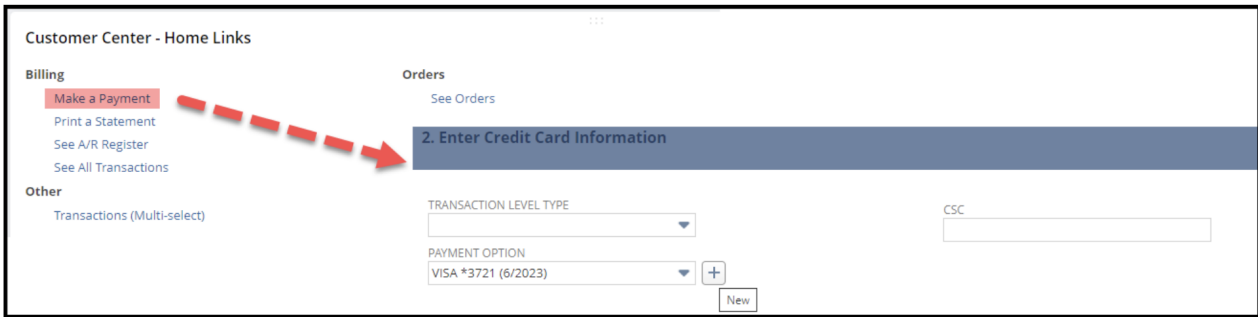 Customer Center - Home Links
Billing
Make a Payment
Print a Statement
See A/R Register
See All Transactions
Other
Transactions (Multi-select)
Orders
See Orders
2. Enter Credit Card Information
TRANSACTION LEVEL TYPE
CSC
PAYMENT OPTION
VISA *3721 (6/2023)
New